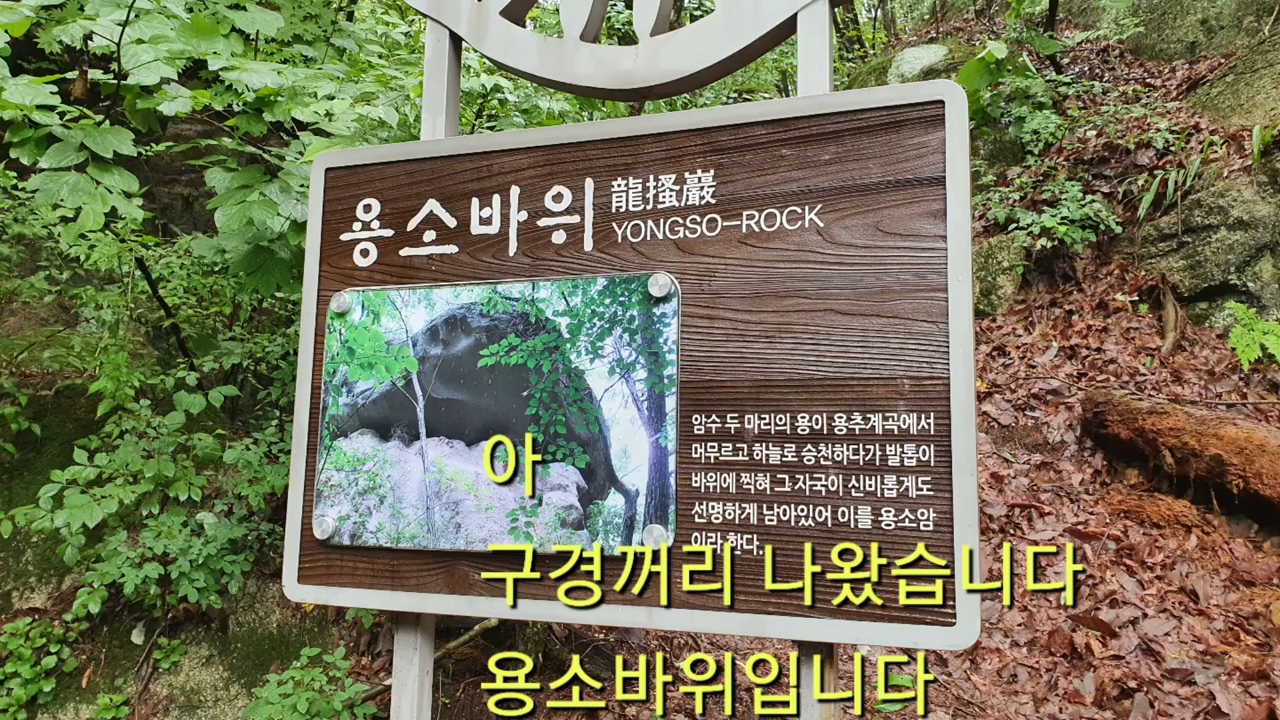 용소바위
龍搔巖
YONGSO-ROCK
암수 두 마리의 용이 용추계곡에서
머무르고 하늘로 승천하다가 발톱이
바위에 찍혀 그 자국이 신비롭게도
선명하게 남아있어 이를 용소암
이라 한다.
아
구경꺼리 나왔습니다
용소바위입니다